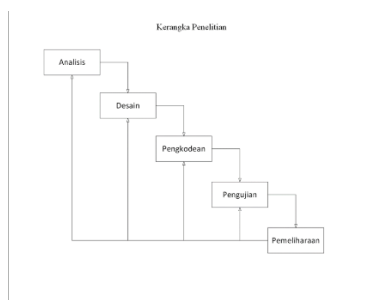 Kerangka Penelitian
Analisis
Desain
Pengkodean
Pengujian
Pemeliharaan